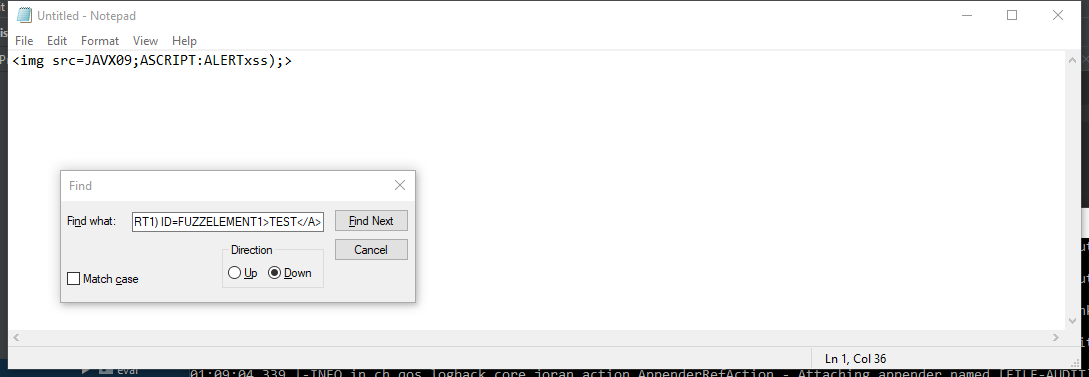 Untitled - Notepad
File Edit Format View Help
<img src=JAVX09;ASCRIPT:ALERTxss);>
Find
Find what: RT1) ID=FUZZELEMENT1>TEST</A> Find Next
Direction Cancel
Up Down
Match case
Ln 1, Col 36
eval
01:09:04,339 |-INFO in ch.qos.logback.core.joran.action.AppenderRefAction - Attaching appender named [FILE-AUDIT